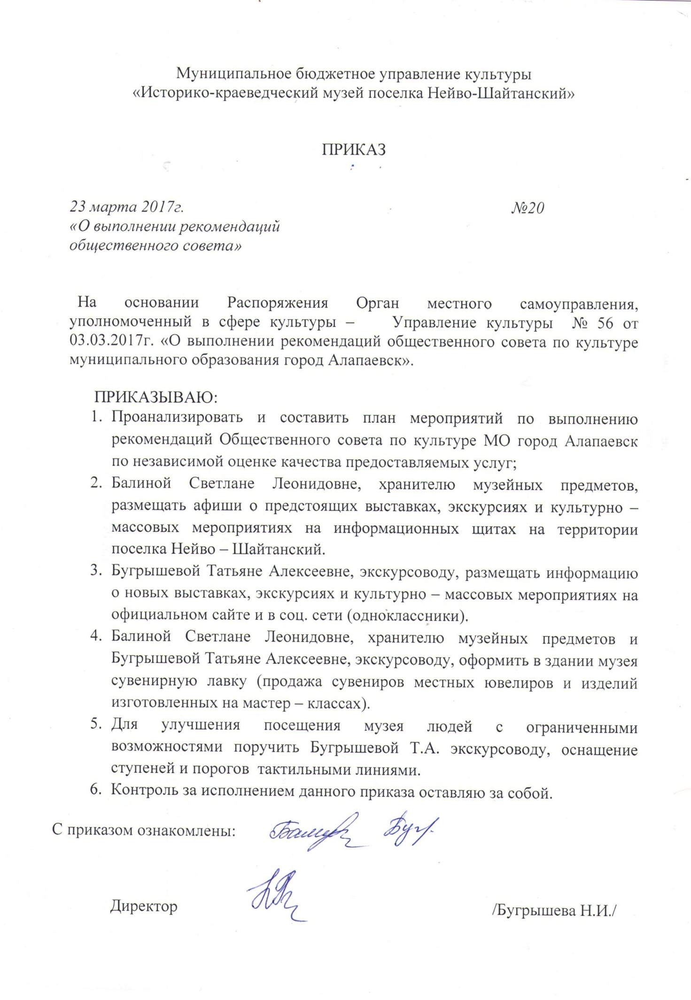 Муниципальное бюджетное управление культуры
«Историко-краеведческий музей поселка Нейво-Шайтанский»
ПРИКАЗ
23 марта 2017г. №20
«О выполнении рекомендаций
общественного совета»
На основании Распоряжения Орган местного самоуправления,
уполномоченный в сфере культуры – Управление культуры № 56 от
03.03.2017г. «О выполнении рекомендаций общественного совета по культуре
муниципального образования город Алапаевск».
ПРИКАЗЫВАЮ:
1. Проанализировать и составить план мероприятий по выполнению
рекомендаций Общественного совета по культуре МО город Алапаевск
по независимой оценке качества предоставляемых услуг;
2. Балиной Светлане Леонидовне, хранителю музейных предметов,
размещать афиши о предстоящих выставках, экскурсиях и культурно –
массовых мероприятиях на информационных щитах на территории
поселка Нейво – Шайтанский.
3. Бугрышевой Татьяне Алексеевне, экскурсоводу, размещать информацию
о новых выставках, экскурсиях и культурно – массовых мероприятиях на
официальном сайте и в соц. сети (одноклассники).
4. Балиной Светлане Леонидовне, хранителю музейных предметов и
Бугрышевой Татьяне Алексеевне, экскурсоводу, оформить в здании музея
сувенирную лавку (продажа сувениров местных ювелиров и изделий
изготовленных на мастер – классах).
5. Для улучшения посещения музея людей с ограниченными
возможностями поручить Бугрышевой Т.А. экскурсоводу, оснащение
ступеней и порогов тактильными линиями.
6. Контроль за исполнением данного приказа оставляю за собой.
С приказом ознакомлены:
Директор /Бугрышева Н.И./